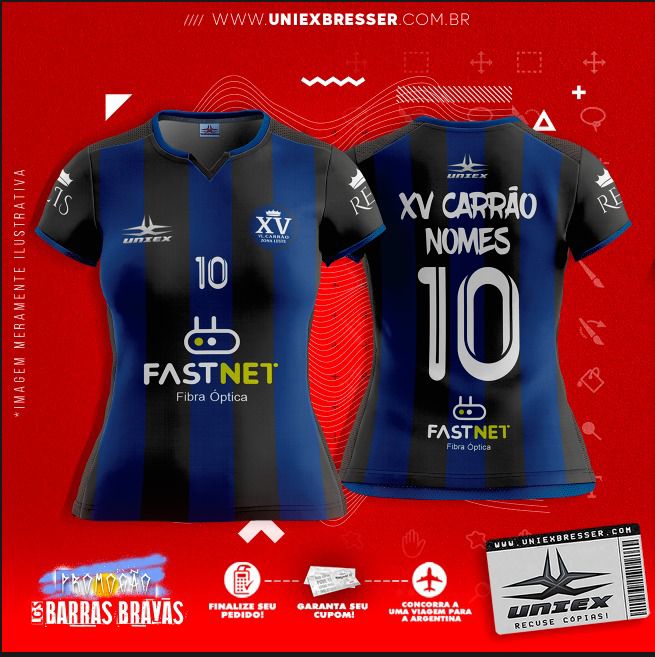 //// WWW.UNIEXBRESSER.COM.BR
*IMAGEM MERAMENTE ILUSTRATIVA
UNIEX
XV
VL. CARRÃO
ZONA LESTE
10
FASTNET
Fibra Óptica
UNIEX
XV CARRÃO
NOMES
10
FASTNET
Fibra Óptica
PROMOÇÃO
LOS BARRAS BRAVAS
FINALIZE SEU
PEDIDO!
GARANTA SEU
CUPOM!
CONCORRA A
UMA VIAGEM PARA
A ARGENTINA
WWW.UNIEXBRESSER.COM
UNIEX
RECUSE CÓPIAS!